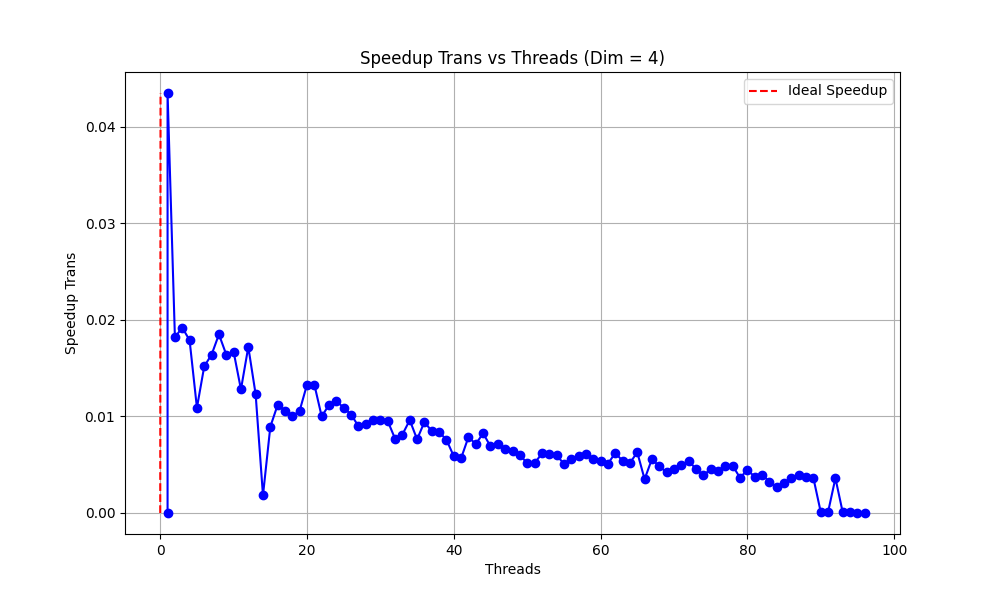 Speedup Trans vs Threads (Dim = 4)
Ideal Speedup
Speedup Trans
0.04
0.03
0.02
0.01
0.00
0 20 40 60 80 100
Threads